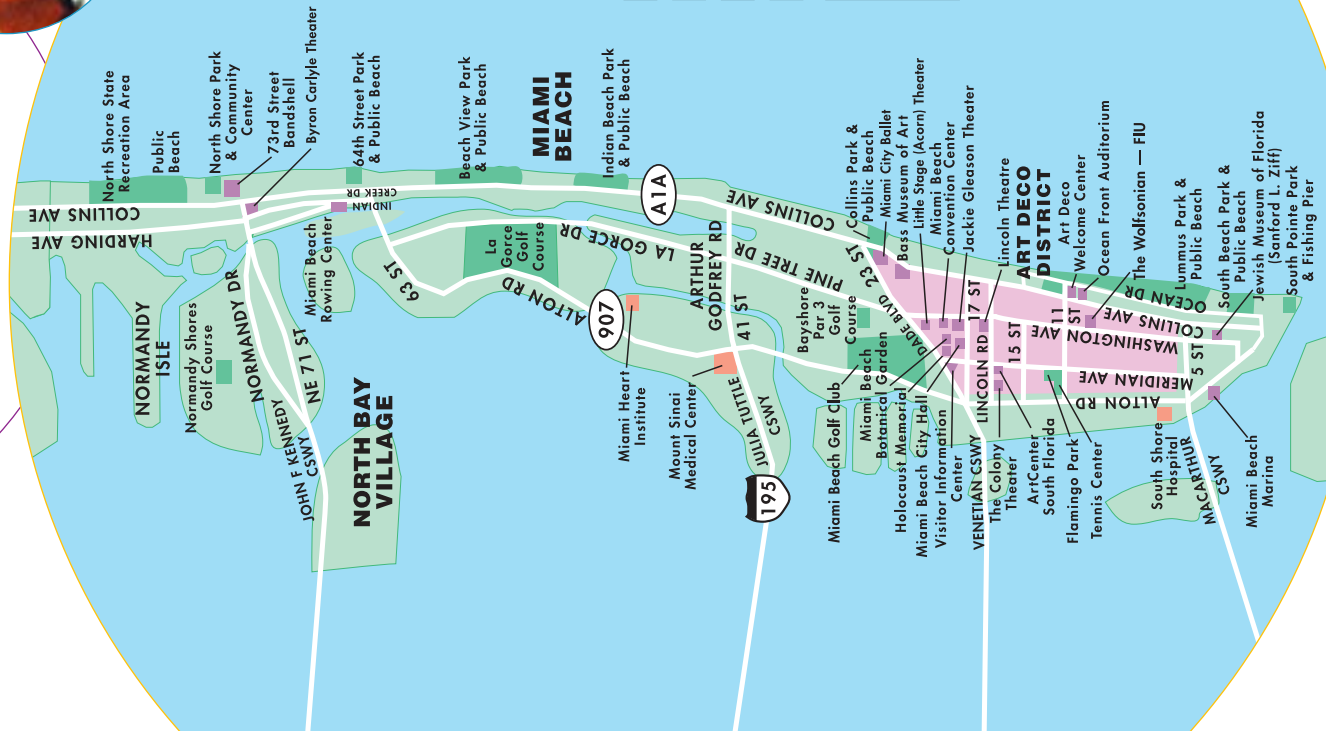 North Shore State
Recreation Area
Public
Beach
North Shore Park
& Community
Center
73rd Street
Bandshell
Byron Carlyle Theater
64th Street Park
& Public Beach
Beach View Park
& Public Beach
MIAMI
BEACH
Indian Beach Park
& Public Beach
A1A
COLLINS AVE
HARDING AVE
INDIAN
CREEK DR
COLLINS AVE
NORMANDY
ISLE
Normandy Shores
Golf Course
NORMANDY DR
NE 71 ST
JOHN F KENNEDY
CSWY
NORTH BAY
VILLAGE
Miami Beach
Rowing Center
63 ST
La
Gorce
Golf
Course
LA GORCE DR
ALTON RD
907
ARTHUR
GODFREY RD
41 ST
PINE TREE DR
Miami Heart
Institute
Mount Sinai
Medical Center
JULIA TUTTLE
CSWY
195
Collins Park &
Public Beach
Miami City Ballet
Bass Museum of Art
Little Stage (Acorn) Theater
Miami Beach
Convention Center
Jackie Gleason Theater
Lincoln Theatre
ART DECO
DISTRICT
Art Deco
Welcome Center
Ocean Front Auditorium
The Wolfsonian — FIU
Lummus Park &
Public Beach
South Beach Park &
Public Beach
Jewish Museum of Florida
(Sanford L. Ziff)
South Pointe Park
& Fishing Pier
23 ST
DADE BLVD
Bayshore
Par 3
Golf
Course
17 ST
LINCOLN RD
15 ST
11
ST
5 ST
OCEAN DR
COLLINS AVE
WASHINGTON AVE
MERIDIAN AVE
ALTON RD
Miami Beach Golf Club
Miami Beach
Botanical Garden
Holocaust Memorial
Miami Beach City Hall
Visitor Information
Center
VENETIAN CSWY
The Colony
Theater
ArtCenter
South Florida
Flamingo Park
Tennis Center
South Shore
Hospital
MACARTHUR
CSWY
Miami Beach
Marina